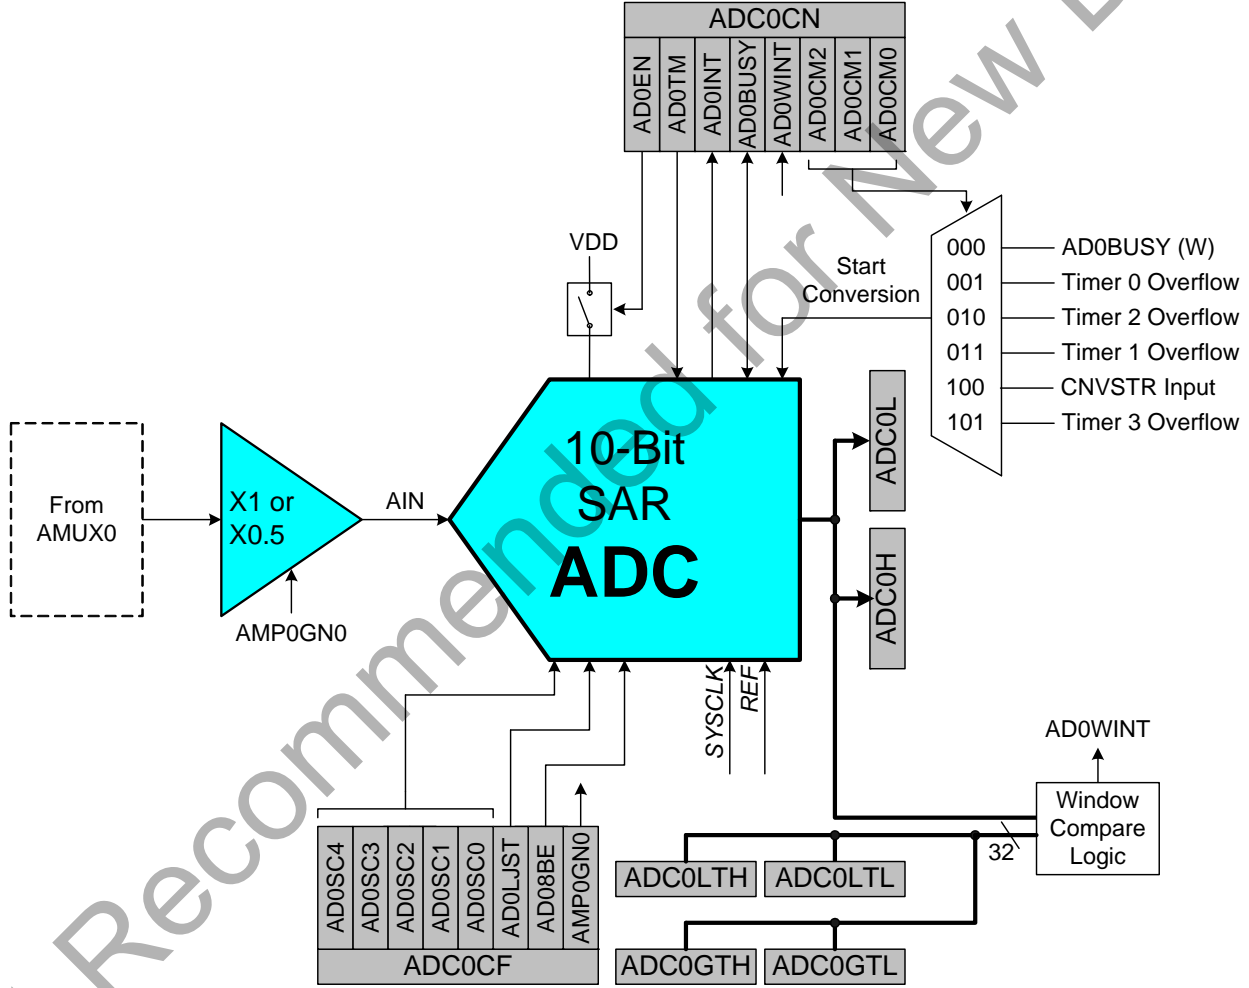 ADC0CN
AD0EN
AD0TM
AD0INT
AD0BUSY
AD0WINT
AD0CM2
AD0CM1
AD0CM0
VDD
Start
Conversion
000 AD0BUSY (W)
001 Timer 0 Overflow
010 Timer 2 Overflow
011 Timer 1 Overflow
100 CNVSTR Input
101 Timer 3 Overflow
From
AMUX0
X1 or
X0.5
AMP0GN0
AIN
10-Bit
SAR
ADC
ADC0L
ADC0H
SYSCLK
REF
AD0WINT
Window
Compare
Logic
32
AD0SC4
AD0SC3
AD0SC2
AD0SC1
AD0SC0
AD0LJST
AD08BE
AMP0GN0
ADC0CF
ADC0LTH
ADC0LTL
ADC0GTH
ADC0GTL
Recommended for New